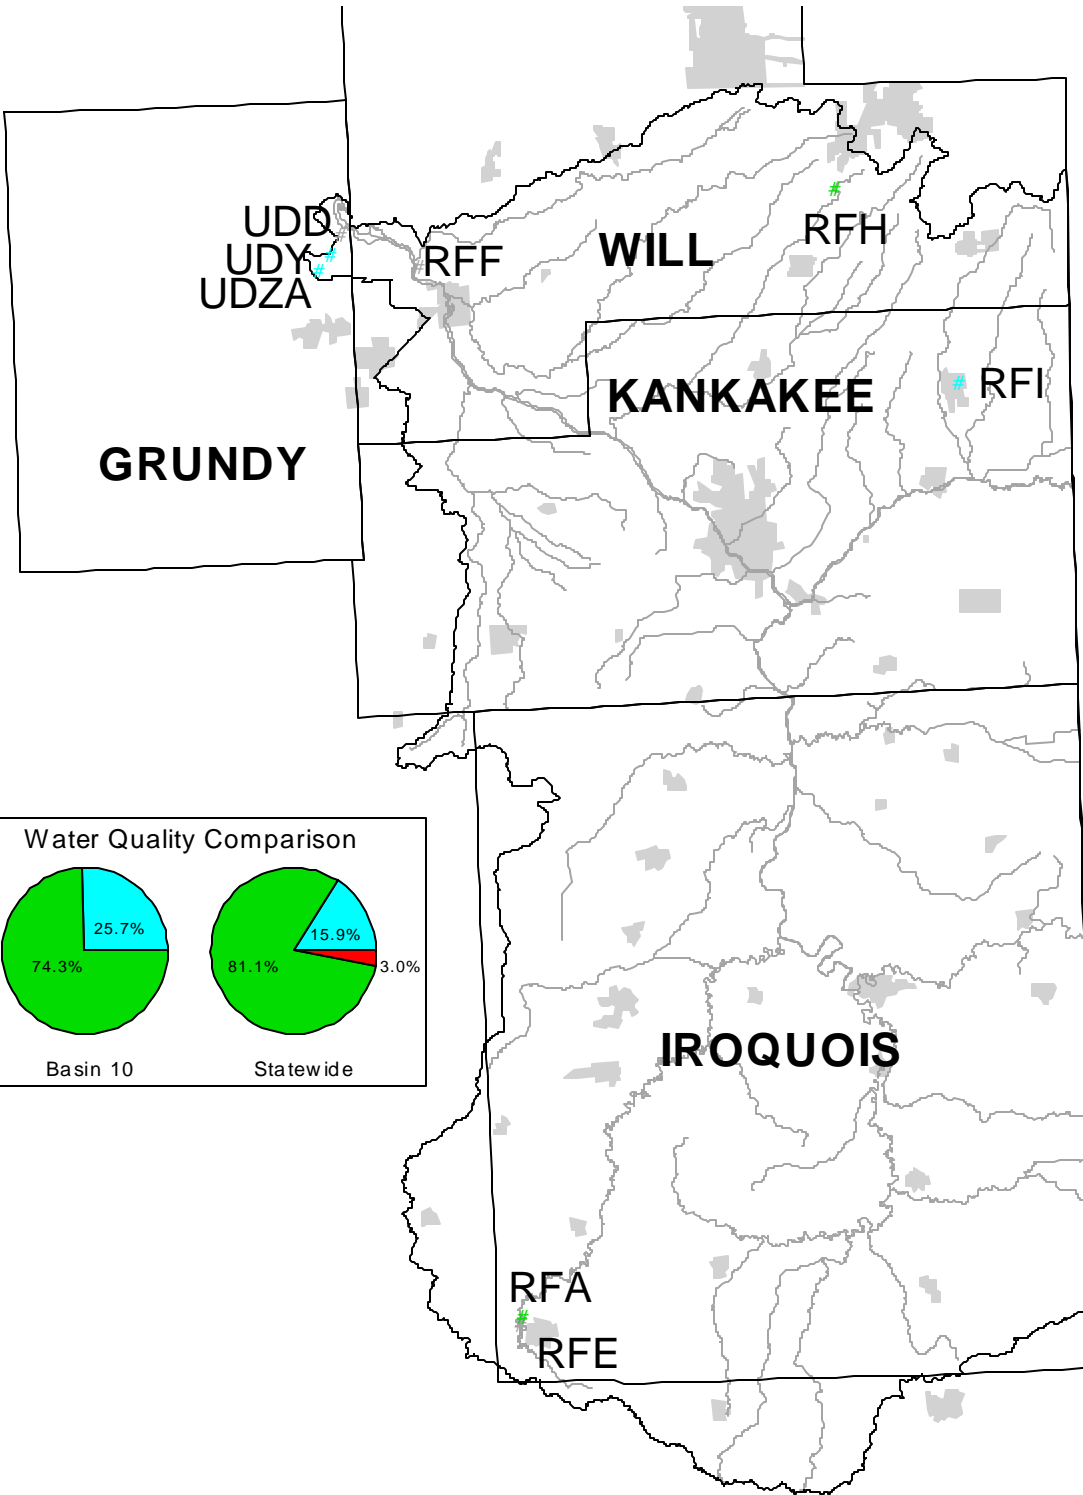 #
RFH
UDD
#
WILL
UDY #
# RFF
#
UDZA
# RFI
KANKAKEE
GRUNDY
Water Quality Comparison
25.7%
74.3%
15.9%
81.1%
3.0%
Basin 10
Statewide
IROQUOIS
RFA
#
#
RFE